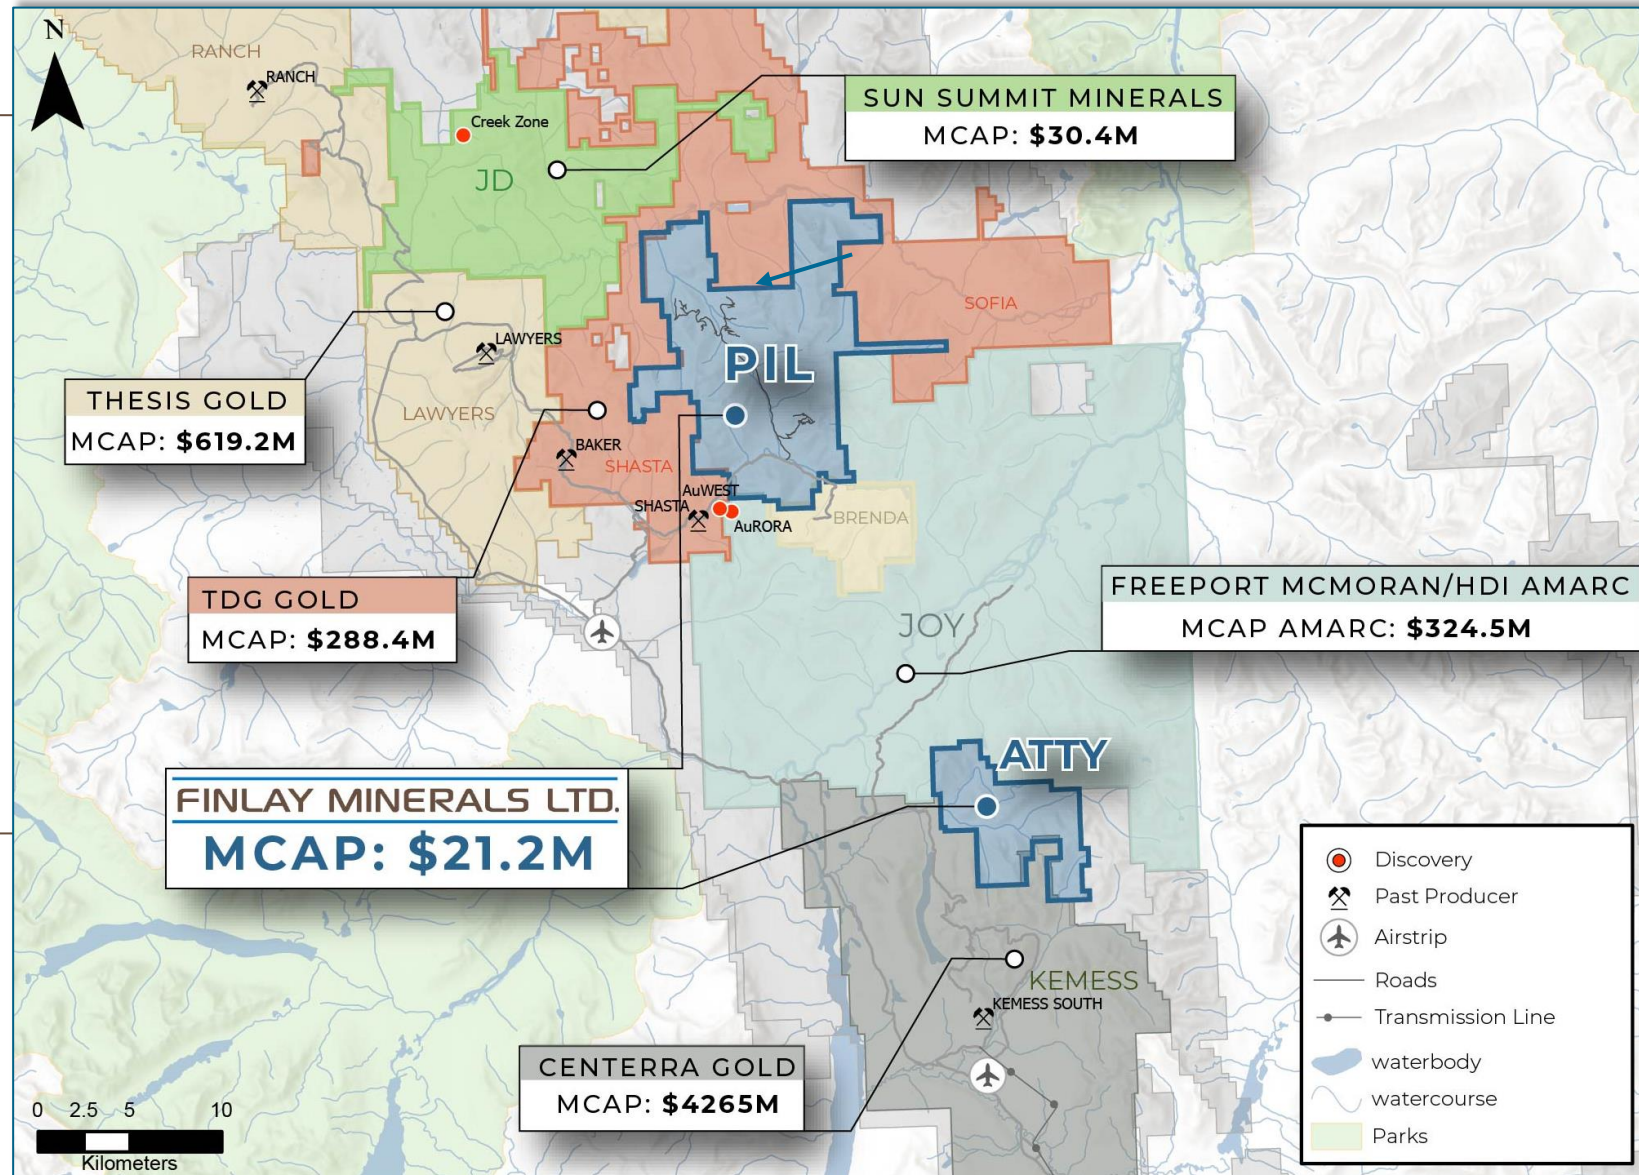 N
RANCH
RANCH
Creek Zone
SUN SUMMIT MINERALS
MCAP: $30.4M
JD
SOFIA
LAWYERS
PIL
THESIS GOLD
MCAP: $619.2M
LAWYERS
BAKER
SHASTA
AuWEST
SHASTA
AuRORA
BRENDA
TDG GOLD
MCAP: $288.4M
FREEPORT MCMORAN/HDI AMARC
MCAP AMARC: $324.5M
JOY
ATTY
FINLAY MINERALS LTD.
MCAP: $21.2M
KEMESS
KEMESS SOUTH
CENTERRA GOLD
MCAP: $4265M
Discovery
Past Producer
Airstrip
Roads
Transmission Line
waterbody
watercourse
Parks
0 2.5 5 10
Kilometers